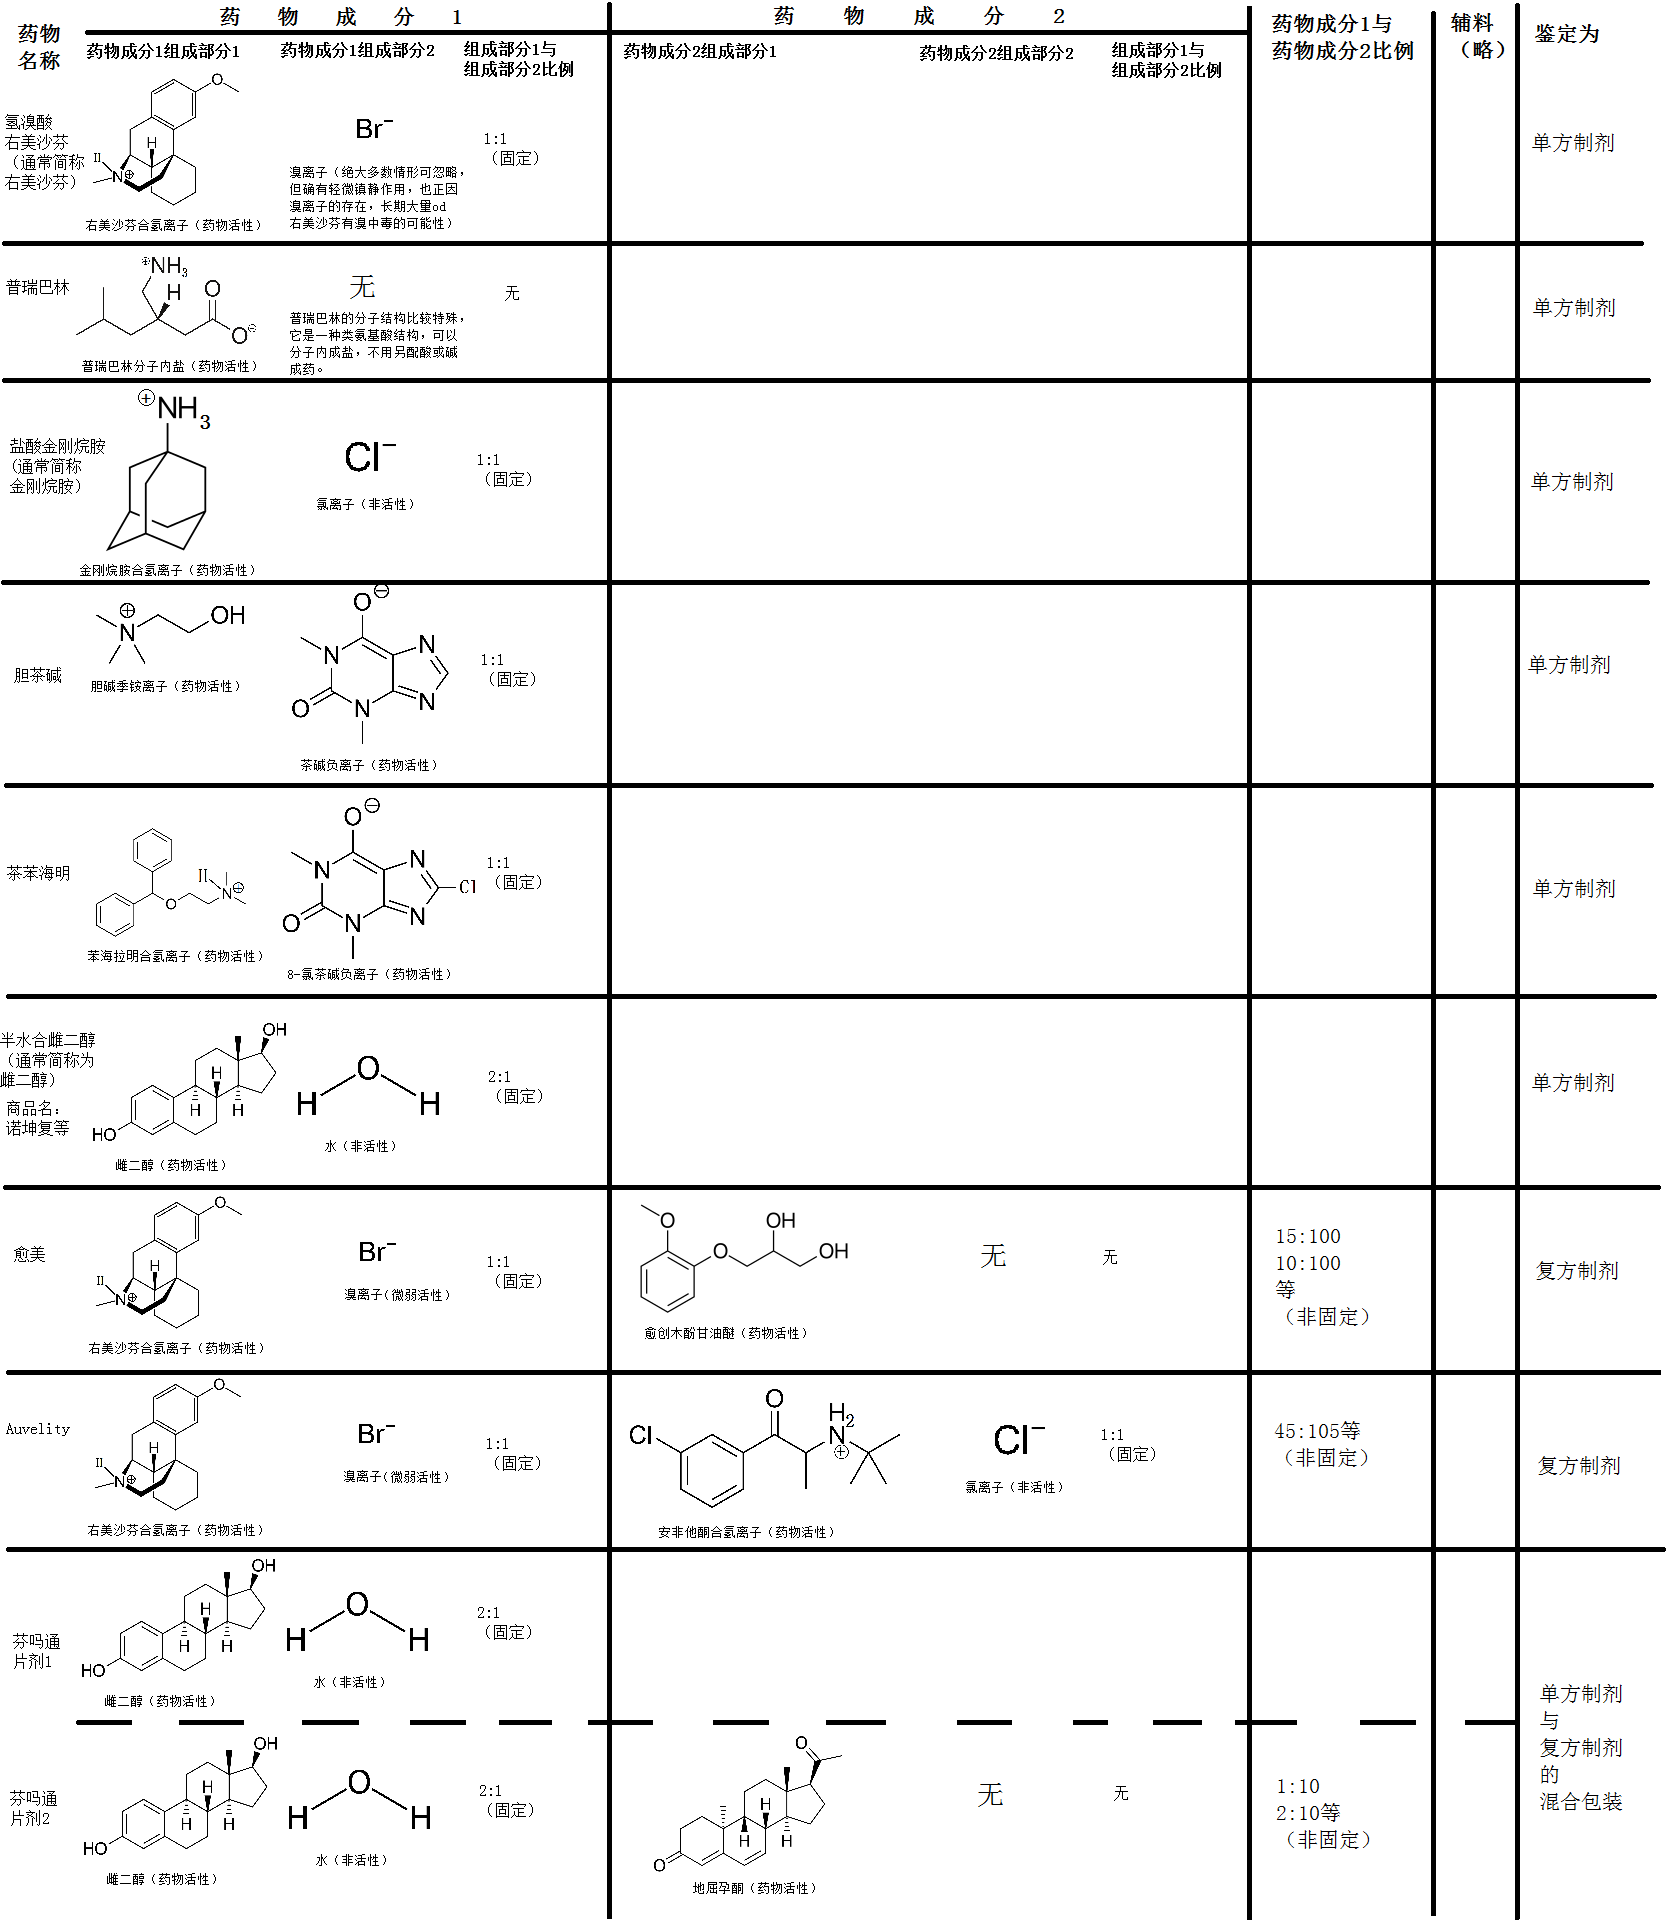 药物名称
药 物 成 分 1
药 物 成 分 2
药物成分1与
药物成分2比例
辅料
（略）
鉴定为
药物成分1组成部分1
药物成分1组成部分2
组成部分1与
组成部分2比例
药物成分2组成部分1
药物成分2组成部分2
组成部分1与
组成部分2比例
氢溴酸
右美沙芬
（通常简称
右美沙芬）
O
H
H
N⊕
右美沙芬合氢离子（药物活性）
Br⁻
溴离子（绝大多数情形可忽略，
但确有轻微镇静作用，也正因
溴离子的存在，长期大量od
右美沙芬有溴中毒的可能性）
1:1
（固定）
单方制剂
普瑞巴林
⊕NH3
H
O
O⊖
普瑞巴林分子内盐（药物活性）
无
普瑞巴林的分子结构比较特殊，
它是一种类氨基酸结构，可以
分子内成盐，不用另配酸或碱
成药。
无
单方制剂
盐酸金刚烷胺
（通常简称
金刚烷胺）
⊕NH3
金刚烷胺合氢离子（药物活性）
Cl⁻
氯离子（非活性）
1:1
（固定）
单方制剂
胆茶碱
⊕
N
OH
胆碱季铵离子（药物活性）
O⊖
N
N
O
N
N
茶碱负离子（药物活性）
1:1
（固定）
单方制剂
茶苯海明
H
O
N⊕
苯海拉明合氢离子（药物活性）
O⊖
N
N
Cl
O
N
N
8-氯茶碱负离子（药物活性）
1:1
（固定）
单方制剂
半水合雌二醇
（通常简称为
雌二醇）
商品名：
诺坤复等
OH
H
H
H
HO
雌二醇（药物活性）
O
H
H
水（非活性）
2:1
（固定）
单方制剂
愈美
O
H
H
N⊕
右美沙芬合氢离子（药物活性）
Br⁻
溴离子（微弱活性）
1:1
（固定）
O
OH
O
OH
愈创木酚甘油醚（药物活性）
无
无
15:100
10:100
等
（非固定）
复方制剂
Auvelity
O
H
H
N⊕
右美沙芬合氢离子（药物活性）
Br⁻
溴离子（微弱活性）
1:1
（固定）
O
H2
Cl
N
⊕
安非他酮合氢离子（药物活性）
Cl⁻
氯离子（非活性）
1:1
（固定）
45:105等
（非固定）
复方制剂
芬吗通
片剂1
OH
H
H
H
HO
雌二醇（药物活性）
O
H
H
水（非活性）
2:1
（固定）
单方制剂
与
复方制剂
的
混合包装
芬吗通
片剂2
OH
H
H
H
HO
雌二醇（药物活性）
O
H
H
水（非活性）
2:1
（固定）
O
H
H
H
O
地屈孕酮（药物活性）
无
无
1:10
2:10等
（非固定）